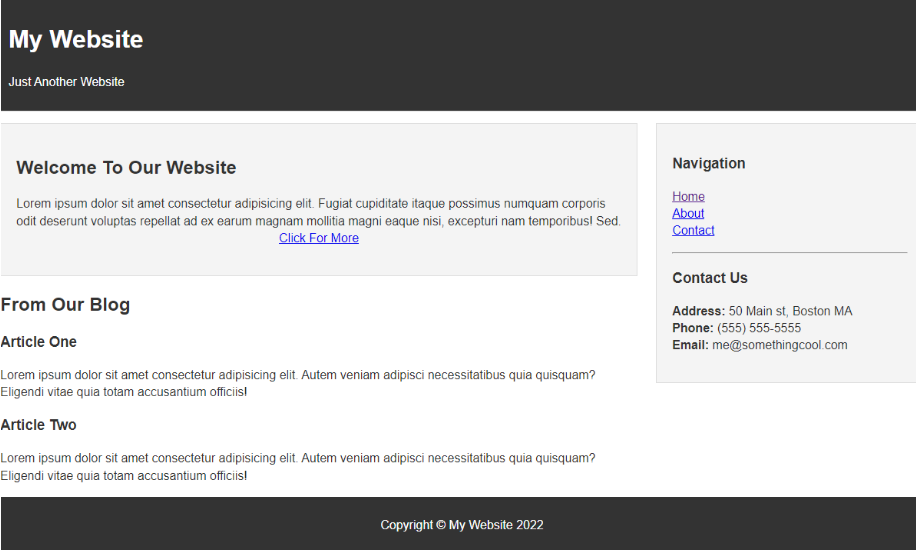 My Website
Just Another Website
Welcome To Our Website
Lorem ipsum dolor sit amet consectetur adipisicing elit. Fugiat cupiditate itaque possimus numquam corporis
odit deserunt voluptas repellat ad ex earum magnam mollitia magni eaque nisi, excepturi nam temporibus! Sed.
Click For More
From Our Blog
Article One
Lorem ipsum dolor sit amet consectetur adipisicing elit. Autem veniam adipisci necessitatibus quia quisquam?
Eligendi vitae quia totam accusantium officiis!
Article Two
Lorem ipsum dolor sit amet consectetur adipisicing elit. Autem veniam adipisci necessitatibus quia quisquam?
Eligendi vitae quia totam accusantium officiis!
Navigation
Home
About
Contact
Contact Us
Address: 50 Main st, Boston MA
Phone: (555) 555-5555
Email: me@somethingcool.com
Copyright © My Website 2022